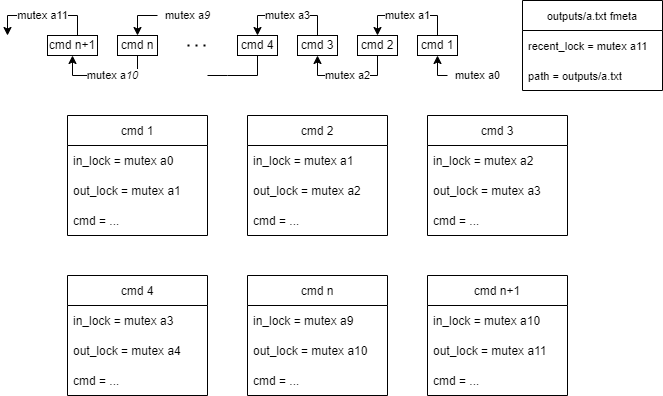 mutex a11
mutex a9
mutex a3
mutex a1
outputs/a.txt fmeta
cmd n+1
cmd n
...
cmd 4
cmd 3
cmd 2
cmd 1
recent_lock = mutex a11
mutex a10
mutex a2
mutex a0
path = outputs/a.txt
cmd 1
in_lock = mutex a0
out_lock = mutex a1
cmd = ...
cmd 2
in_lock = mutex a1
out_lock = mutex a2
cmd = ...
cmd 3
in_lock = mutex a2
out_lock = mutex a3
cmd = ...
cmd 4
in_lock = mutex a3
out_lock = mutex a4
cmd = ...
cmd n
in_lock = mutex a9
out_lock = mutex a10
cmd = ...
cmd n+1
in_lock = mutex a10
out_lock = mutex a11
cmd = ...